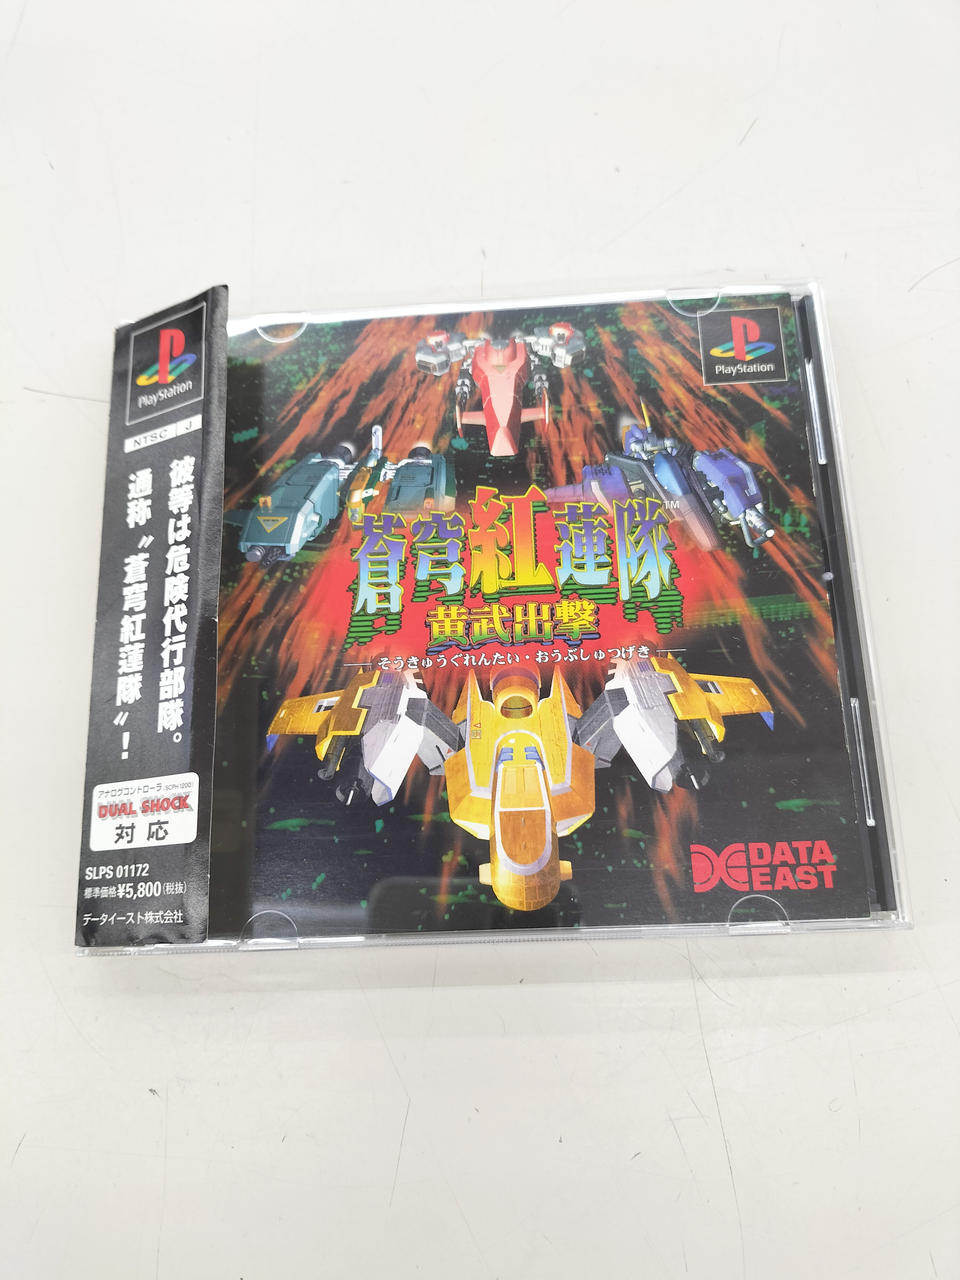 PlayStation
NTSC J
彼等は危険代行部隊。
通称〝蒼穹紅蓮隊〟！
アナログコントローラ(SCPH1200)
DUAL SHOCK
対応
SLPS 01172
標準価格¥5,800(税抜)
データイースト株式会社
PlayStation
蒼穹紅蓮隊™
黄武出撃
そうきゅうぐれんたい・おうぶしゅつげき
DATA
EAST